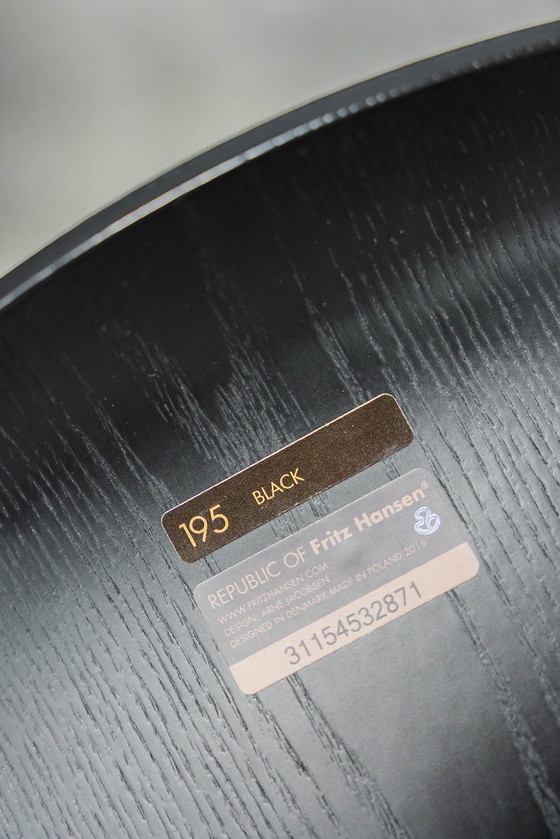 195 BLACK
REPUBLIC OF Fritz Hansen®
WWW.FRITZHANSEN.COM
DESIGN: ARNE JACOBSEN
DESIGNED IN DENMARK-MADE IN POLAND 2015
31154532871